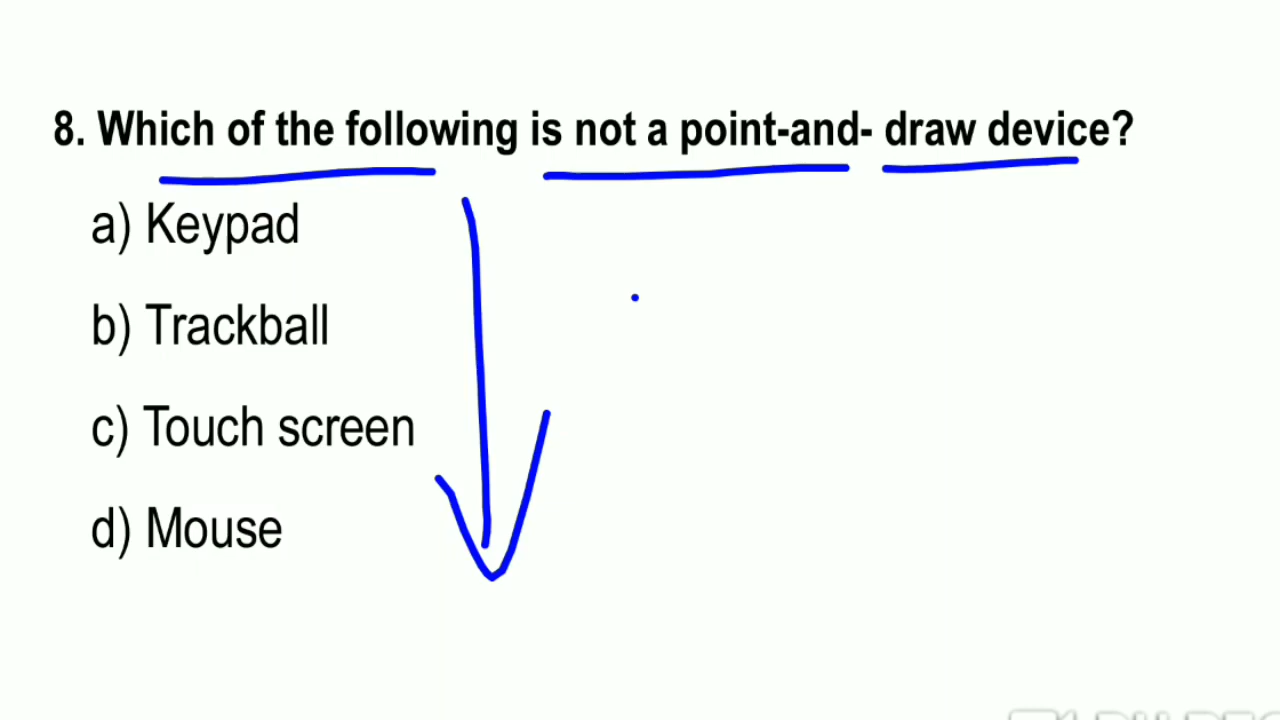 8. Which of the following is not a point-and- draw device?
a) Keypad
b) Trackball
c) Touch screen
d) Mouse